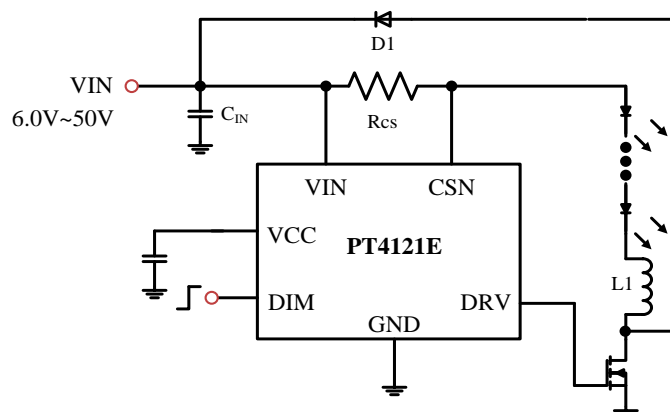 D1
VIN
6.0V~50V
CIN
Rcs
VIN
CSN
VCC
PT4121E
L1
DIM
DRV
GND